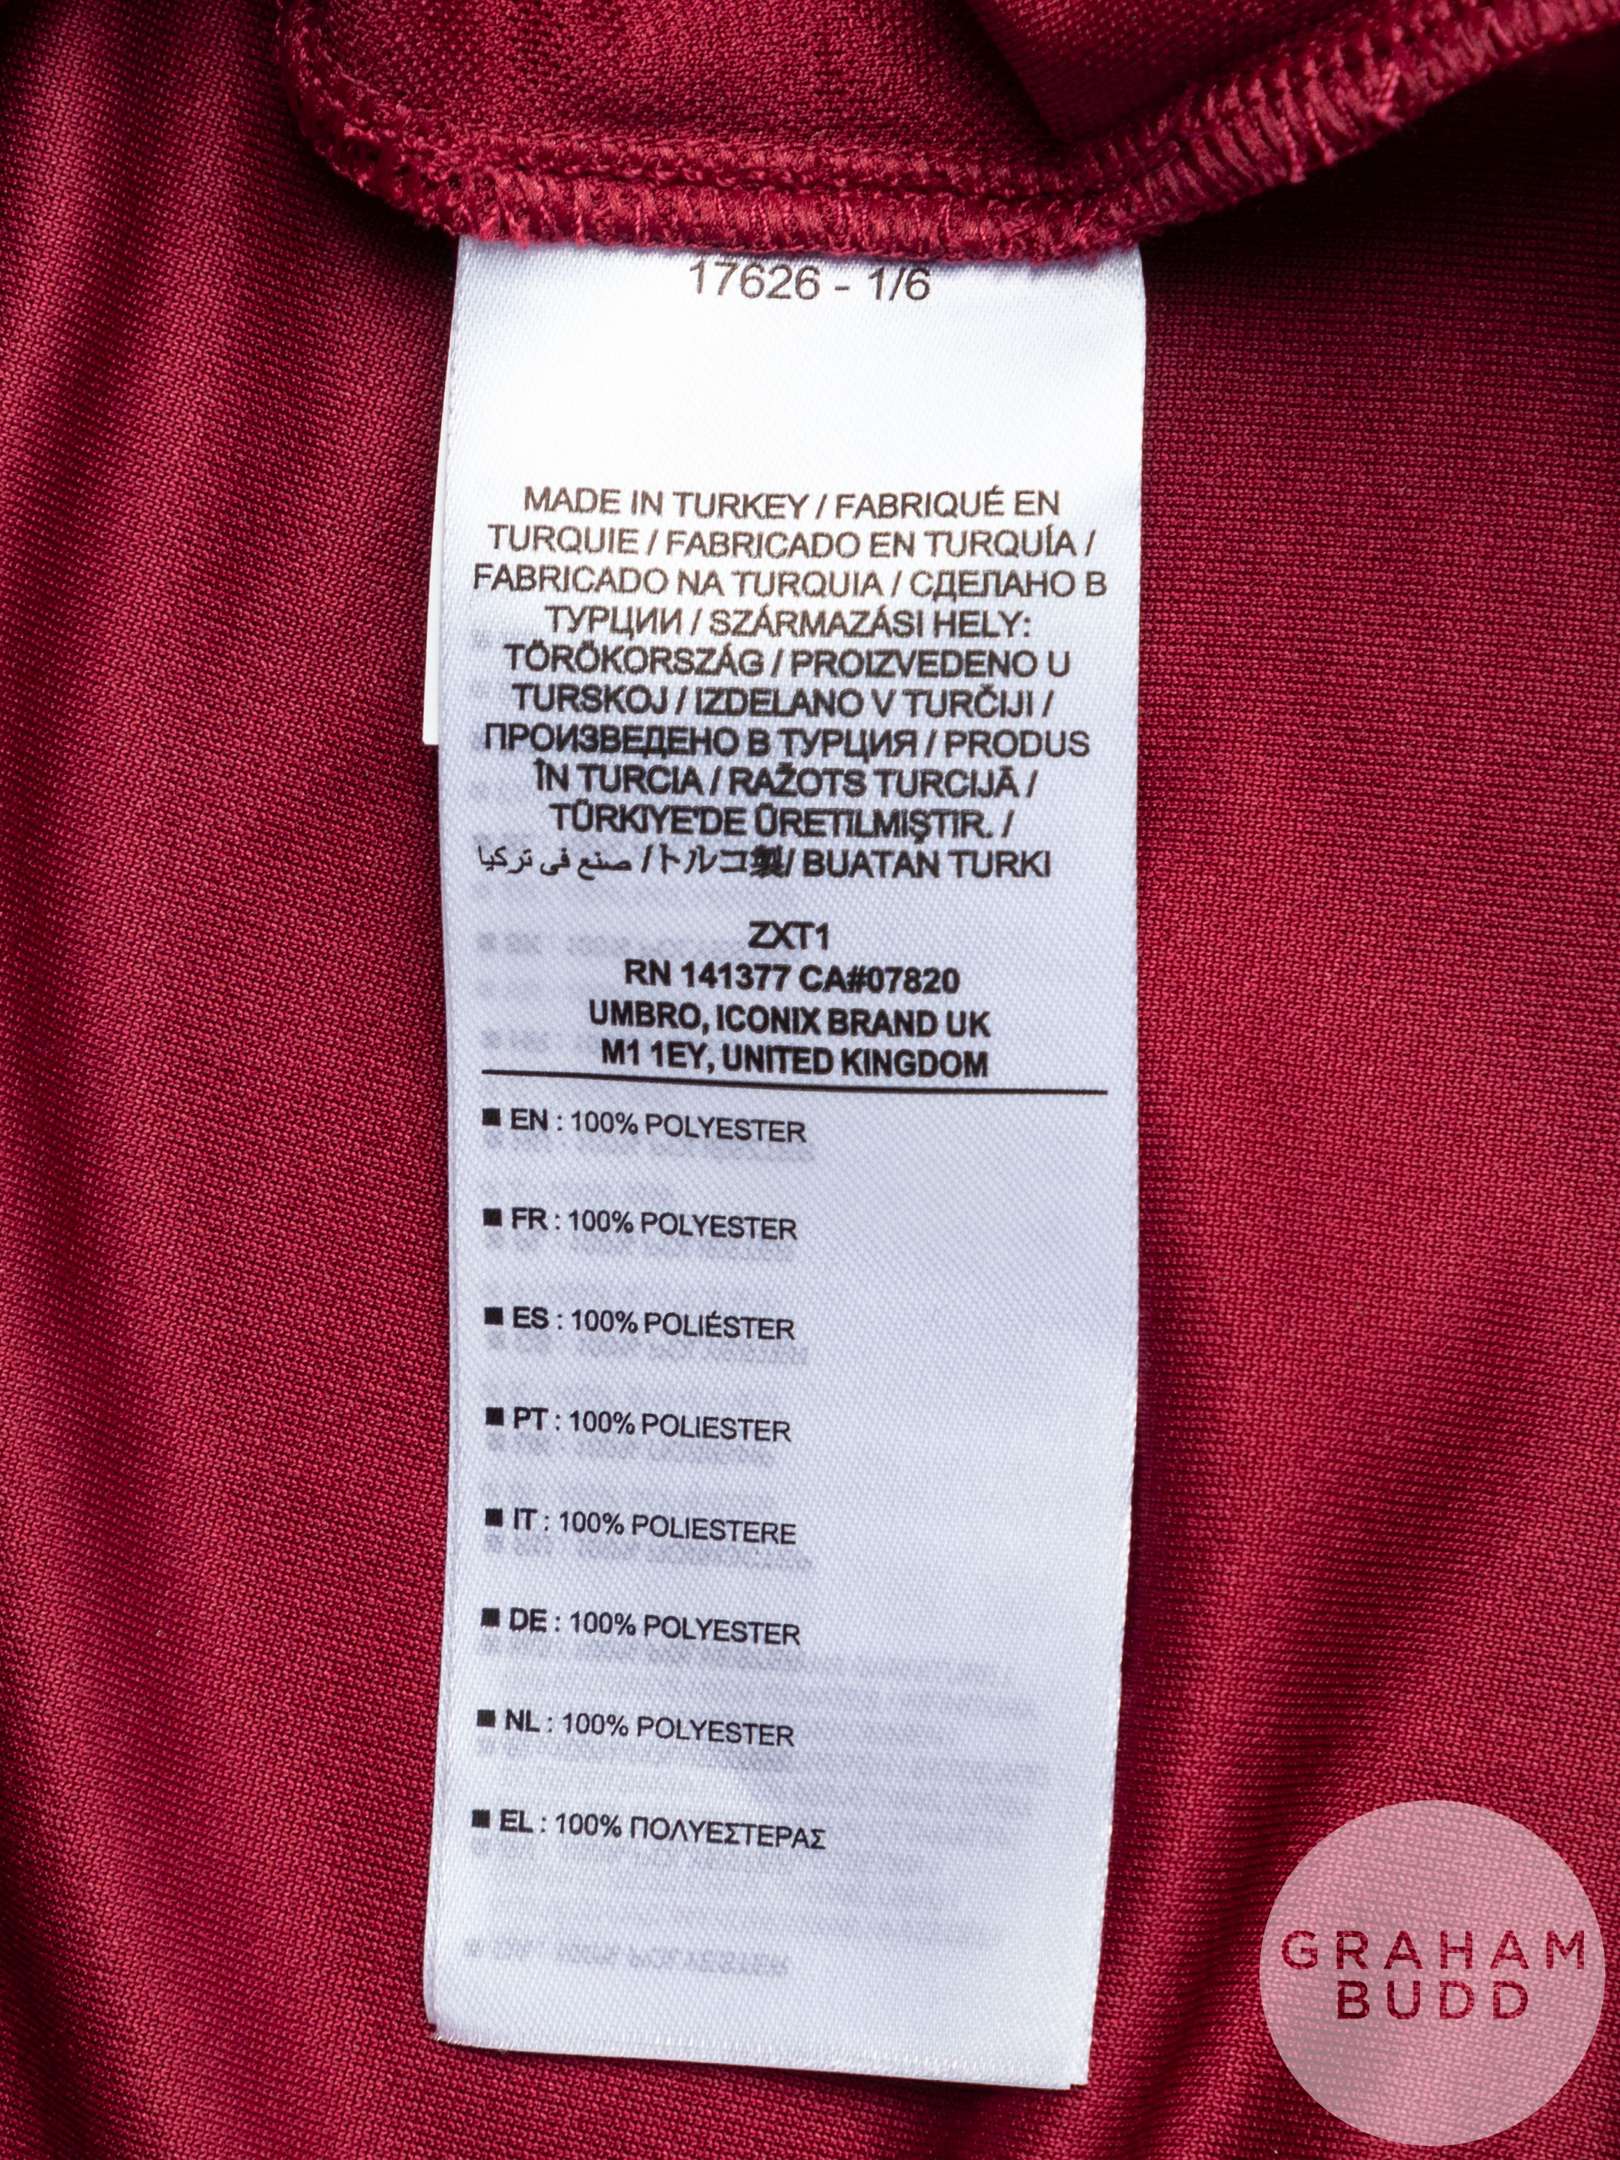 17626 - 1/6
MADE IN TURKEY / FABRIQUÉ EN
TURQUIE / FABRICADO EN TURQUÍA /
FABRICADO NA TURQUIA / СДЕЛАНО В
ТУРЦИИ / SZÁRMAZÁSI HELY:
TÖRÖKORSZÁG / PROIZVEDENO U
TURSKOJ / IZDELANO V TURČIJI /
ПРОИЗВЕДЕНО В ТУРЦИЯ / PRODUS
ÎN TURCIA / RAŽOTS TURCIJĀ /
TÜRKIYE'DE ÜRETILMIŞTIR. /
صنع في تركيا / トルコ製/ BUATAN TURKI
ZXT1
RN 141377 CA#07820
UMBRO, ICONIX BRAND UK
M1 1EY, UNITED KINGDOM
■ EN : 100% POLYESTER
■ FR : 100% POLYESTER
■ ES : 100% POLIÉSTER
■ PT : 100% POLIESTER
■ IT : 100% POLIESTERE
■ DE : 100% POLYESTER
■ NL : 100% POLYESTER
■ EL : 100% ΠΟΛΥΕΣΤΕΡΑΣ
GRAHAM
BUDD